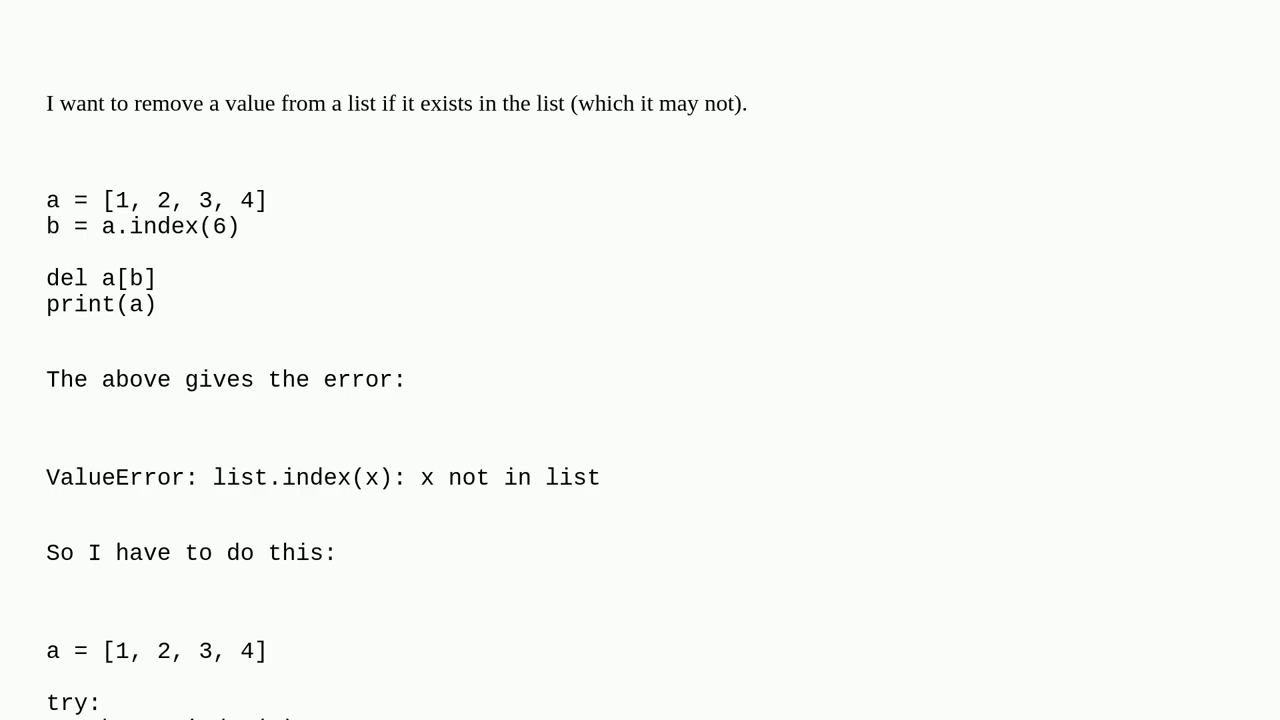 I want to remove a value from a list if it exists in the list (which it may not).
a = [1, 2, 3, 4]
b = a.index(6)
del a[b]
print(a)
The above gives the error:
ValueError: list.index(x): x not in list
So I have to do this:
a = [1, 2, 3, 4]
try: